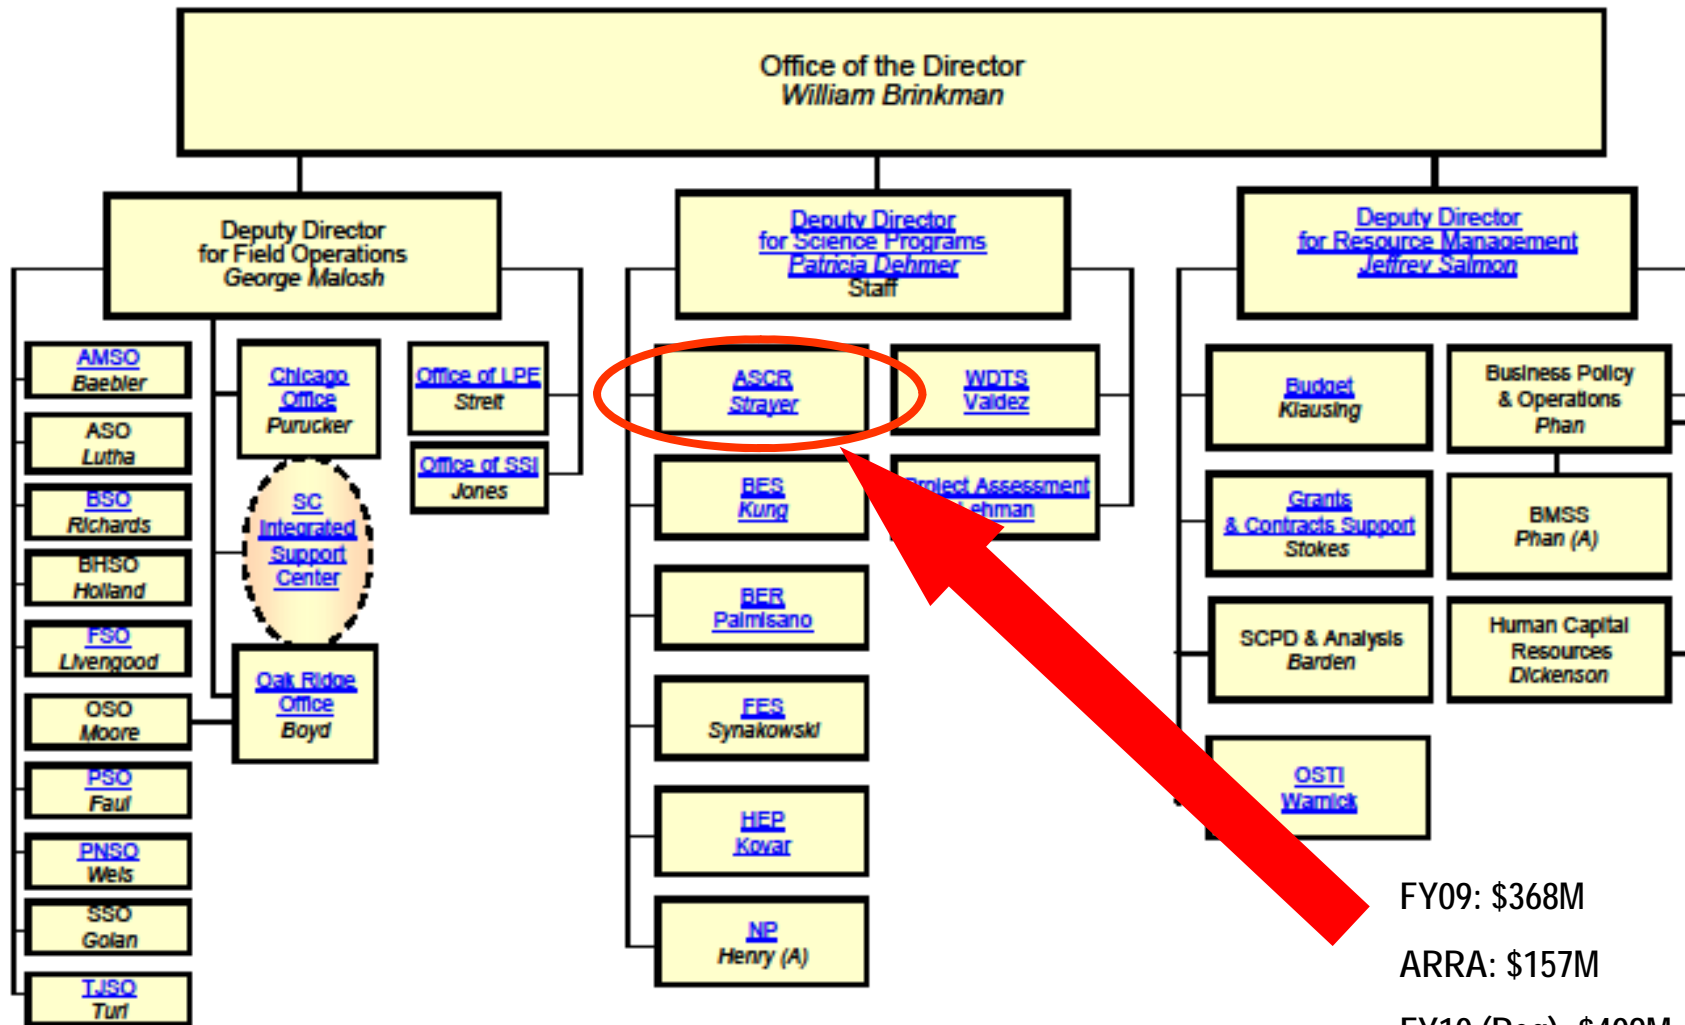 Office of the Director
William Brinkman
Deputy Director
for Field Operations
George Malosh
Deputy Director
for Science Programs
Patricia Dehmer
Staff
Deputy Director
for Resource Management
Jeffrey Salmon
AMSO
Baebler
ASO
Lutha
BSO
Richards
BHSO
Holland
FSO
Livengood
OSO
Moore
PSO
Faul
PNSO
Weis
SSO
Golan
TJSO
Turi
Chicago
Office
Purucker
SC
Integrated
Support
Center
Oak Ridge
Office
Boyd
Office of LPE
Streit
Office of SSI
Jones
ASCR
Strayer
BES
Kung
BER
Palmisano
FES
Synakowski
HEP
Kovar
NP
Henry (A)
WDTS
Valdez
Project Assessment
Lehman
Budget
Klausing
Grants
& Contracts Support
Stokes
SCPD & Analysis
Barden
OSTI
Warnick
Business Policy
& Operations
Phan
BMSS
Phan (A)
Human Capital
Resources
Dickenson
FY09: $368M
ARRA: $157M